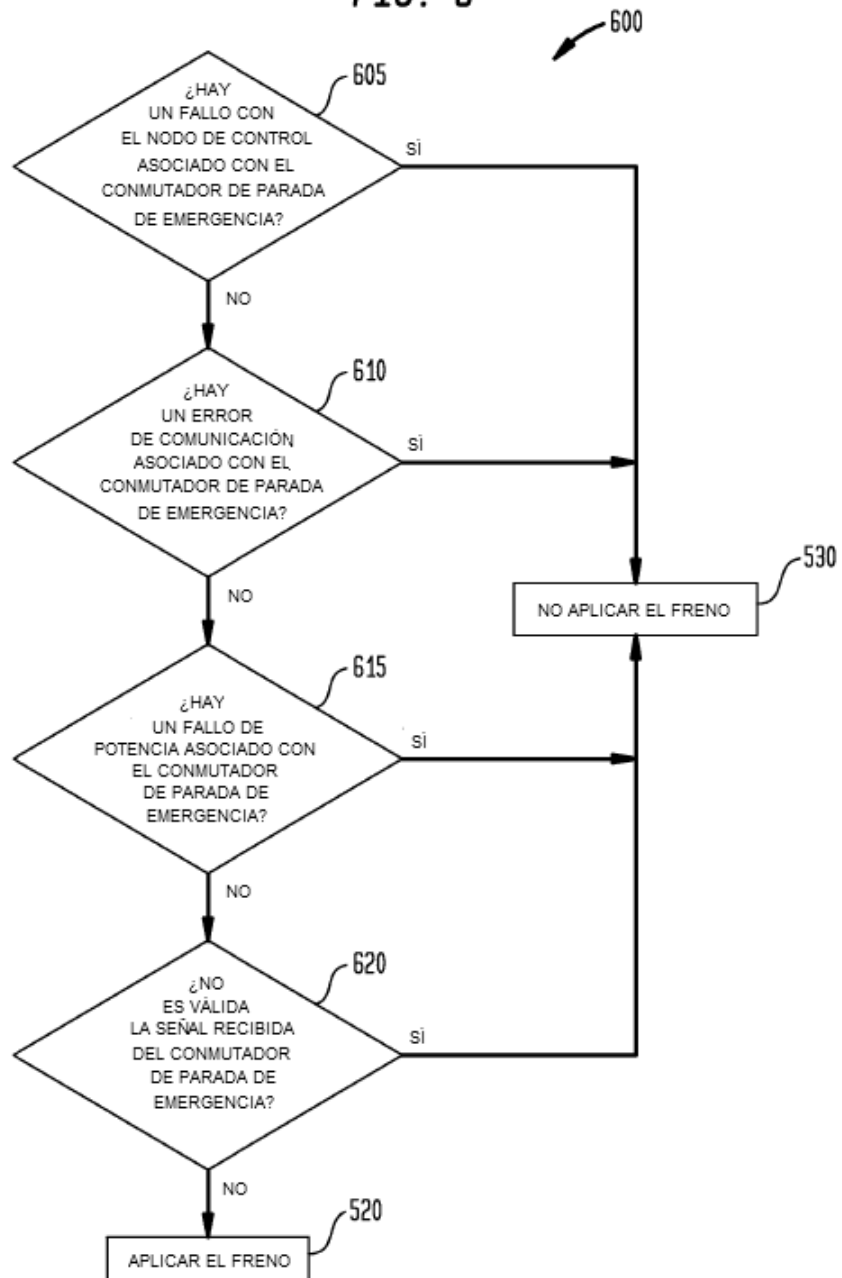 600
605
¿HAY
UN FALLO CON
EL NODO DE CONTROL
ASOCIADO CON EL
CONMUTADOR DE PARADA
DE EMERGENCIA?
SÍ
NO
610
¿HAY
UN ERROR
DE COMUNICACIÓN
ASOCIADO CON EL
CONMUTADOR DE PARADA
DE EMERGENCIA?
SÍ
NO
530
NO APLICAR EL FRENO
615
¿HAY
UN FALLO DE
POTENCIA ASOCIADO CON
EL CONMUTADOR
DE PARADA DE
EMERGENCIA?
SÍ
NO
620
¿NO
ES VÁLIDA
LA SEÑAL RECIBIDA
DEL CONMUTADOR
DE PARADA DE
EMERGENCIA?
SÍ
NO
520
APLICAR EL FRENO